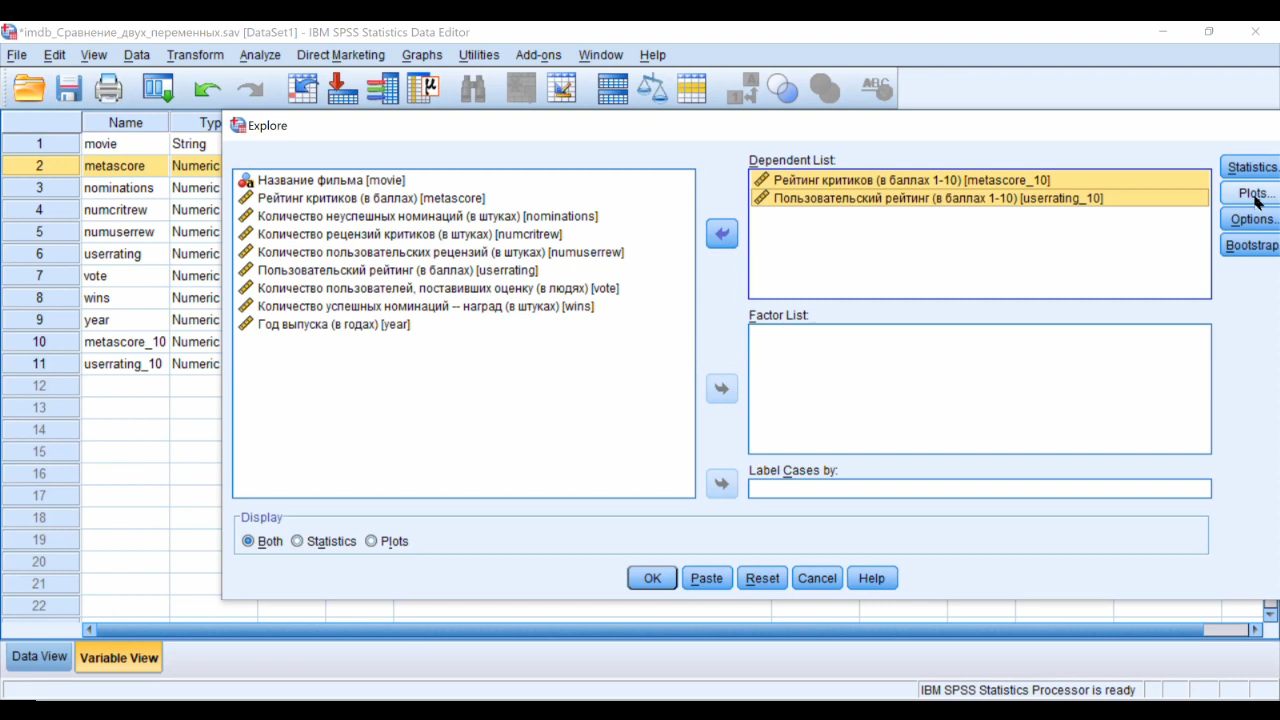 *imdb_Сравнение_двух_переменных.sav [DataSet1] - IBM SPSS Statistics Data Editor
File Edit View Data Transform Analyze Direct Marketing Graphs Utilities Add-ons Window Help
Explore
Name Typ
1 movie String
2 metascore Numeric
3 nominations Numeric
4 numcritrew Numeric
5 numuserrew Numeric
6 userrating Numeric
7 vote Numeric
8 wins Numeric
9 year Numeric
10 metascore_10 Numeric
11 userrating_10 Numeric
12
13
14
15
16
17
18
19
20
21
22
Название фильма [movie]
Рейтинг критиков (в баллах) [metascore]
Количество неуспешных номинаций (в штуках) [nominations]
Количество рецензий критиков (в штуках) [numcritrew]
Количество пользовательских рецензий (в штуках) [numuserrew]
Пользовательский рейтинг (в баллах) [userrating]
Количество пользователей, поставивших оценку (в людях) [vote]
Количество успешных номинаций -- наград (в штуках) [wins]
Год выпуска (в годах) [year]
Dependent List:
Рейтинг критиков (в баллах 1-10) [metascore_10]
Пользовательский рейтинг (в баллах 1-10) [userrating_10]
Factor List:
Label Cases by:
Statistics.
Plots...
Options..
Bootstrap
Display
Both Statistics Plots
OK Paste Reset Cancel Help
Data View Variable View
IBM SPSS Statistics Processor is ready